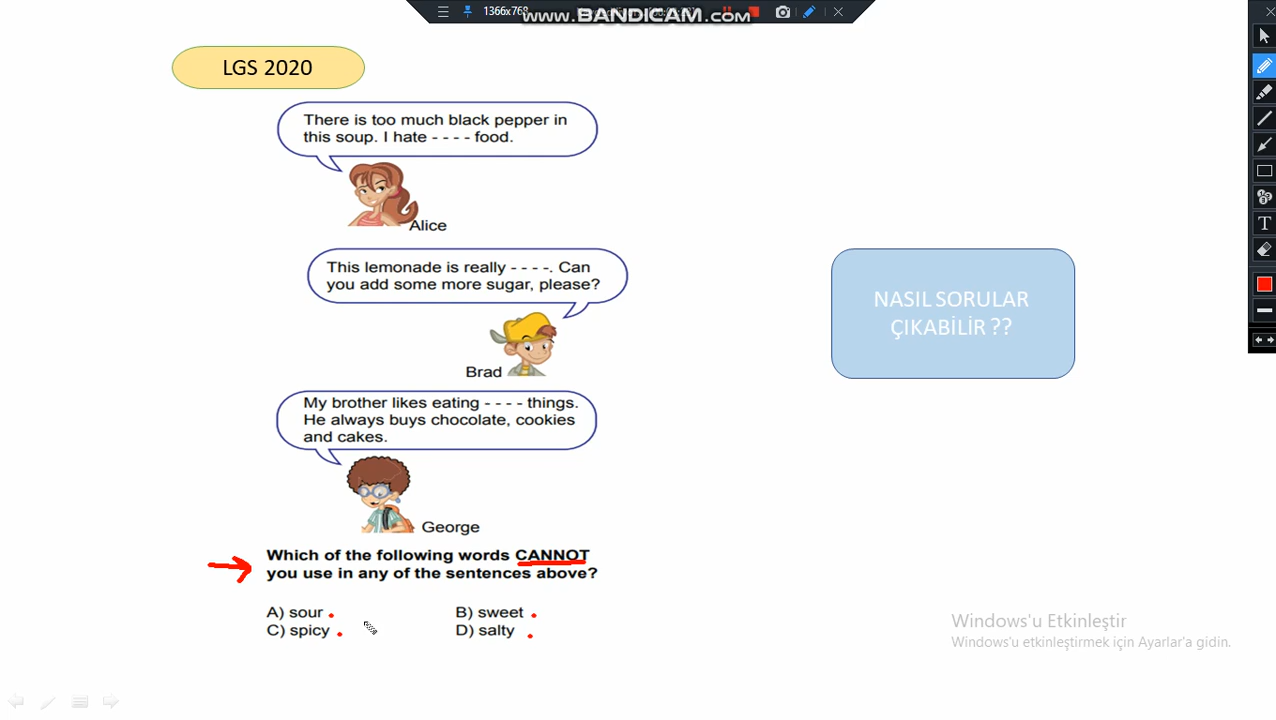 1366x768
www.BANDICAM.com
LGS 2020
There is too much black pepper in
this soup. I hate - - - - food.
Alice
This lemonade is really - - - -. Can
you add some more sugar, please?
Brad
My brother likes eating - - - - things.
He always buys chocolate, cookies
and cakes.
George
Which of the following words CANNOT
you use in any of the sentences above?
A) sour
B) sweet
C) spicy
D) salty
NASIL SORULAR
ÇIKABİLİR ??
Windows'u Etkinleştir
Windows'u etkinleştirmek için Ayarlar'a gidin.